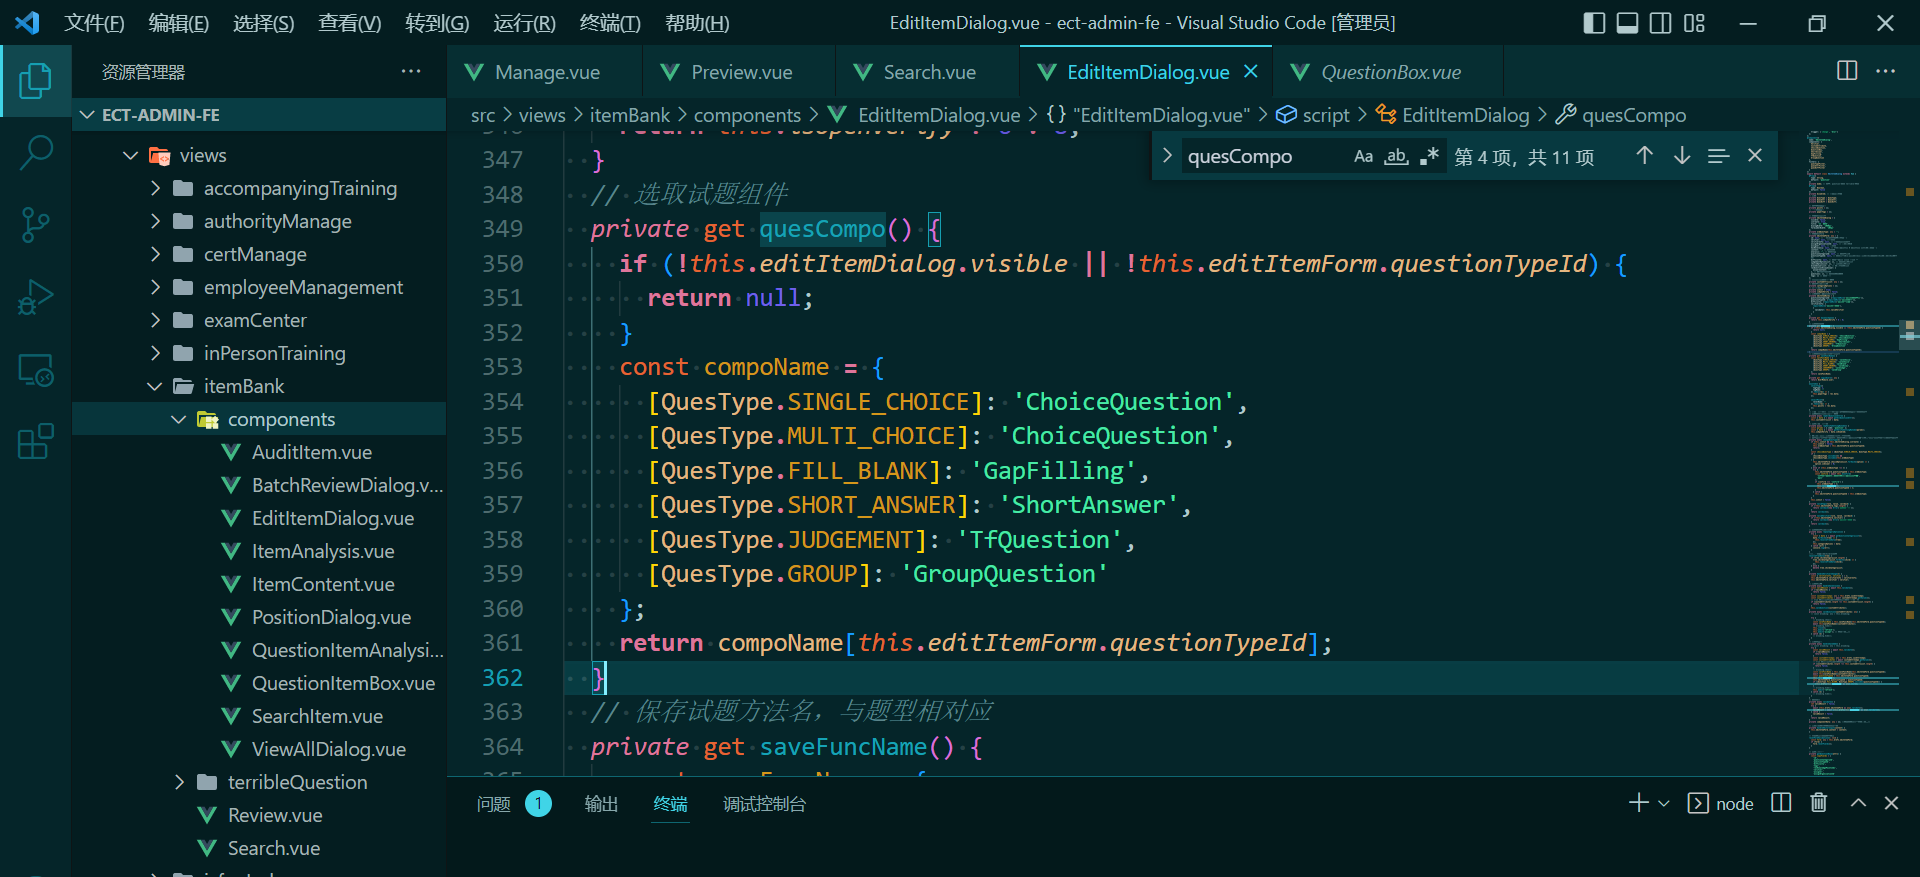 文件(F) 编辑(E) 选择(S) 查看(V) 转到(G) 运行(R) 终端(T) 帮助(H)
EditItemDialog.vue - ect-admin-fe - Visual Studio Code [管理员]
资源管理器
ECT-ADMIN-FE
views
accompanyingTraining
authorityManage
certManage
employeeManagement
examCenter
inPersonTraining
itemBank
components
AuditItem.vue
BatchReviewDialog.v...
EditItemDialog.vue
ItemAnalysis.vue
ItemContent.vue
PositionDialog.vue
QuestionItemAnalysi...
QuestionItemBox.vue
SearchItem.vue
ViewAllDialog.vue
terribleQuestion
Review.vue
Search.vue
Manage.vue Preview.vue Search.vue EditItemDialog.vue QuestionBox.vue
src > views > itemBank > components > EditItemDialog.vue > {} "EditItemDialog.vue" > script > EditItemDialog > quesCompo
quesCompo Aa ab .* 第 4 项，共 11 项
347 }
348 // 选取试题组件
349 private get quesCompo() {
350 if (!this.editItemDialog.visible || !this.editItemForm.questionTypeId) {
351 return null;
352 }
353 const compoName = {
354 [QuesType.SINGLE_CHOICE]: 'ChoiceQuestion',
355 [QuesType.MULTI_CHOICE]: 'ChoiceQuestion',
356 [QuesType.FILL_BLANK]: 'GapFilling',
357 [QuesType.SHORT_ANSWER]: 'ShortAnswer',
358 [QuesType.JUDGEMENT]: 'TfQuestion',
359 [QuesType.GROUP]: 'GroupQuestion'
360 };
361 return compoName[this.editItemForm.questionTypeId];
362 }
363 // 保存试题方法名，与题型相对应
364 private get saveFuncName() {
问题 1 输出 终端 调试控制台
node